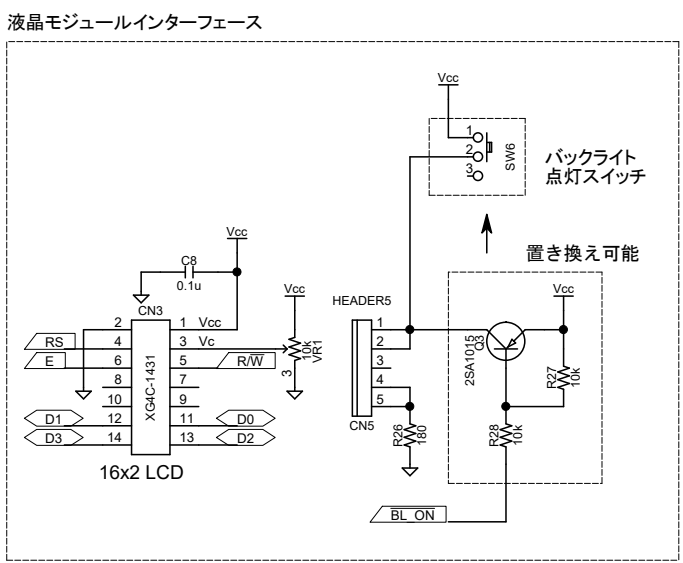 液晶モジュールインターフェース
Vcc
1
2
3
SW6
バックライト
点灯スイッチ
置き換え可能
Vcc
C8
0.1u
CN3
2
1 Vcc
RS
4
3 Vc
E
6
5
R/W̅
8
7
10
9
D1
12
11
D0
D3
14
13
D2
XG4C-1431
16x2 LCD
Vcc
10k
VR1
3
HEADER5
1
2
3
4
5
CN5
R26
180
2SA1015
Q3
Vcc
R27
10k
R28
10k
BL_ON